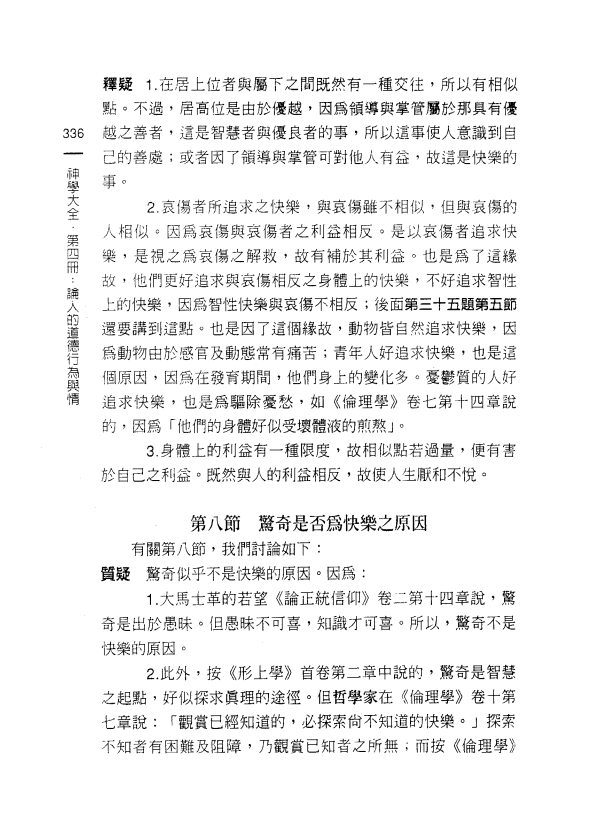 336
神學大全・第四冊：論人的道德行為與情
釋疑　1.在居上位者與屬下之間既然有一種交往，所以有相似
點。不過，居高位是由於優越，因爲領導與掌管屬於那具有優
越之善者，這是智慧者與優良者的事，所以這事使人意識到自
己的善處；或者因了領導與掌管可對他人有益，故這是快樂的
事。
2.哀傷者所追求之快樂，與哀傷雖不相似，但與哀傷的
人相似。因爲哀傷與哀傷者之利益相反。是以哀傷者追求快
樂，是視之爲哀傷之解救，故有補於其利益。也是爲了這緣
故，他們更好追求與哀傷相反之身體上的快樂，不好追求智性
上的快樂，因爲智性快樂與哀傷不相反；後面第三十五題第五節
還要講到這點。也是因了這個緣故，動物皆自然追求快樂，因
爲動物由於感官及動態常有痛苦；青年人好追求快樂，也是這
個原因，因爲在發育期間，他們身上的變化多。憂鬱質的人好
追求快樂，也是爲驅除憂愁，如《倫理學》卷七第十四章說
的，因爲「他們的身體好似受壞體液的煎熬」。
3.身體上的利益有一種限度，故相似點若過量，便有害
於自己之利益。既然與人的利益相反，故使人生厭和不悅。
第八節　驚奇是否爲快樂之原因
有關第八節，我們討論如下：
質疑　驚奇似乎不是快樂的原因。因爲：
1.大馬士革的若望《論正統信仰》卷二第十四章說，驚
奇是出於愚昧。但愚昧不可喜，知識才可喜。所以，驚奇不是
快樂的原因。
2.此外，按《形上學》首卷第二章中說的，驚奇是智慧
之起點，好似探求眞理的途徑。但哲學家在《倫理學》卷十第
七章說：「觀賞已經知道的，必探索尙不知道的快樂。」探索
不知者有困難及阻障，乃觀賞已知者之所無；而按《倫理學》